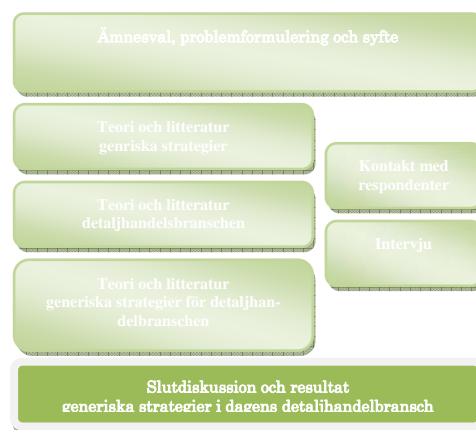 Ämnesval, problemformulering och syfte
Teori och litteratur
genriska strategier
Kontakt med
respondenter
Teori och litteratur
detaljhandelsbranschen
Intervju
Teori och litteratur
generiska strategier för detaljhan-
delbranschen
Slutdiskussion och resultat
generiska strategier i dagens detaljhandelbransch